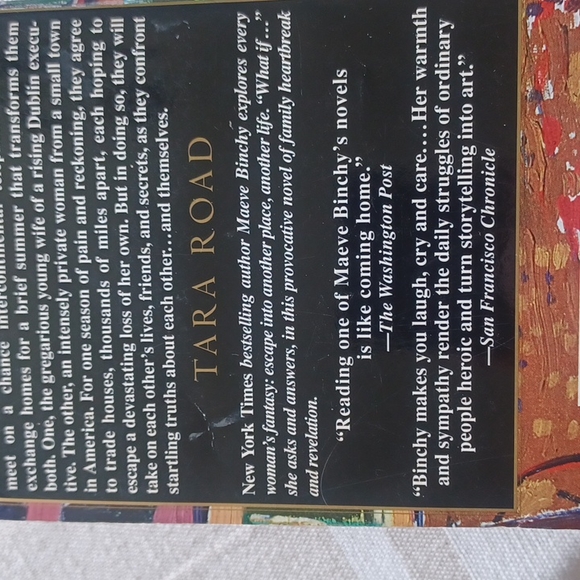 meet on a chance
exchange homes for a brief summer that transforms them
both. One, the gregarious young wife of a rising Dublin execu-
tive. The other, an intensely private woman from a small town
in America. For one season of pain and reckoning, they agree
to trade houses, thousands of miles apart, each hoping to
escape a devastating loss of her own. But in doing so, they will
take on each other's lives, friends, and secrets, as they confront
startling truths about each other...and themselves.
TARA ROAD
New York Times bestselling author Maeve Binchy explores every
woman's fantasy: escape into another place, another life. "What if..."
she asks and answers, in this provocative novel of family heartbreak
and revelation.
"Reading one of Maeve Binchy's novels
is like coming home."
—The Washington Post
"Binchy makes you laugh, cry and care....Her warmth
and sympathy render the daily struggles of ordinary
people heroic and turn storytelling into art."
—San Francisco Chronicle